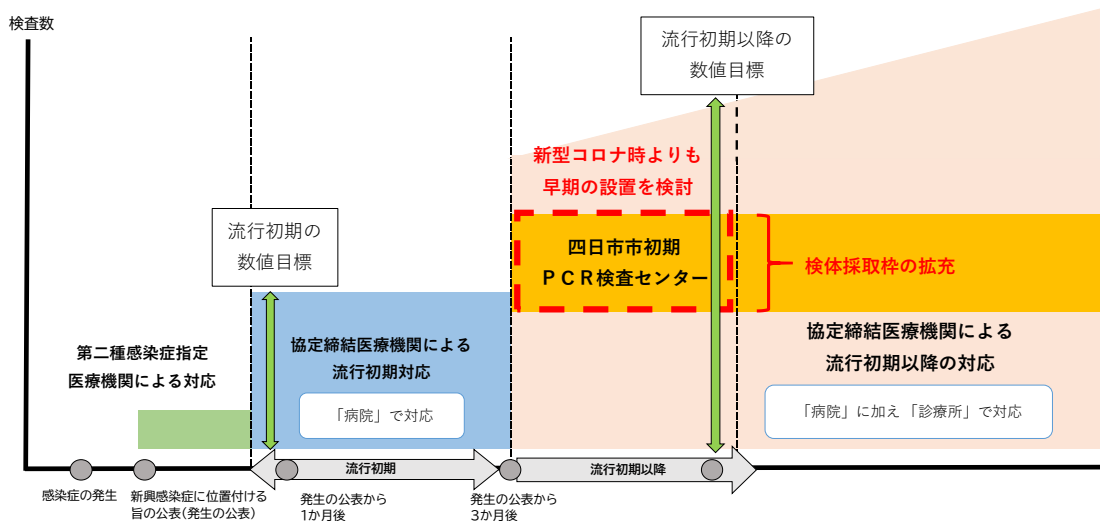 検査数
流行初期以降の
数値目標
新型コロナ時よりも
早期の設置を検討
流行初期の
数値目標
四日市市初期
ＰＣＲ検査センター
検体採取枠の拡充
第二種感染症指定
医療機関による対応
協定締結医療機関による
流行初期対応
「病院」で対応
協定締結医療機関による
流行初期以降の対応
「病院」に加え「診療所」で対応
流行初期
流行初期以降
感染症の発生
新興感染症に位置付ける
旨の公表（発生の公表）
発生の公表から
1か月後
発生の公表から
3か月後